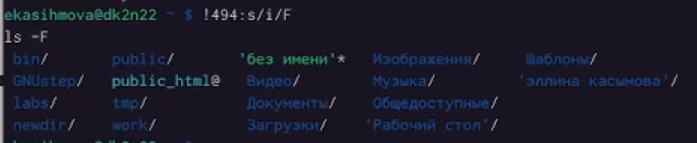 ekasihmova@dk2n22 ~ $ !494:s/i/F
ls -F
bin/ public/ 'без имени'* Изображения/ Шаблоны/
GNUstep/ public_html@ Видео/ Музыка/ 'эллина касымова'/
labs/ tmp/ Документы/ Общедоступные/
newdir/ work/ Загрузки/ 'Рабочий стол'/